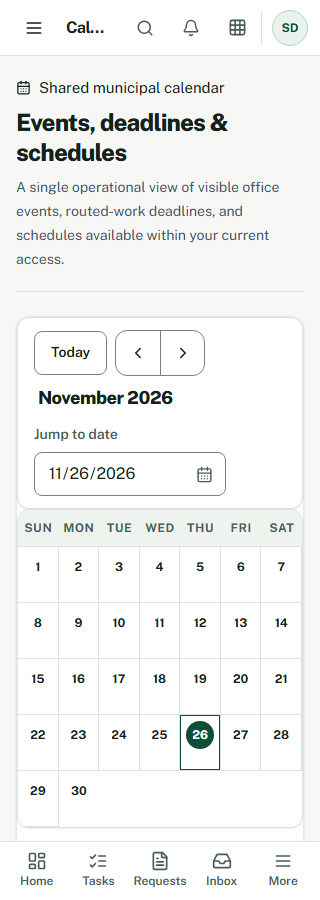 Cal...
SD
Shared municipal calendar
Events, deadlines &
schedules
A single operational view of visible office
events, routed-work deadlines, and
schedules available within your current
access.
Today
November 2026
Jump to date
11/26/2026
SUN MON TUE WED THU FRI SAT
1 2 3 4 5 6 7
8 9 10 11 12 13 14
15 16 17 18 19 20 21
22 23 24 25 26 27 28
29 30
Home Tasks Requests Inbox More